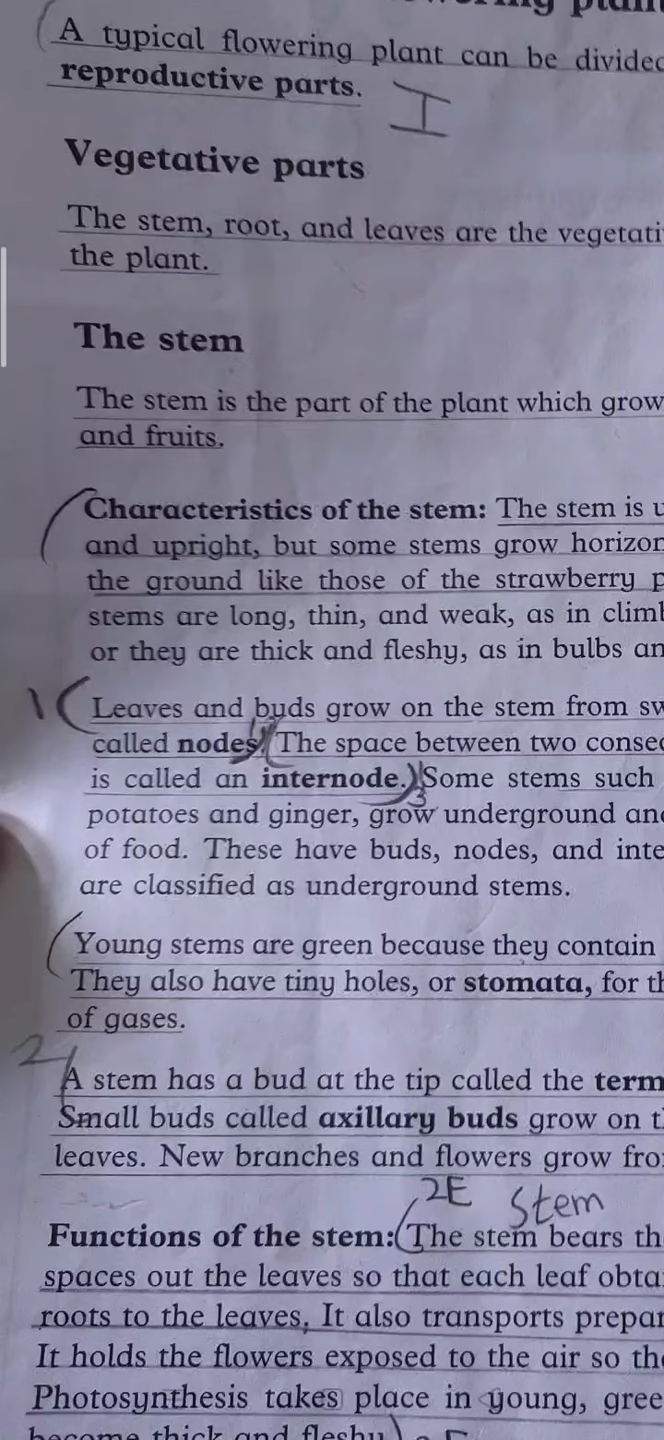 A typical flowering plant can be divided
reproductive parts.
I
Vegetative parts
The stem, root, and leaves are the vegetati
the plant.
The stem
The stem is the part of the plant which grow
and fruits.
Characteristics of the stem: The stem is u
and upright, but some stems grow horizon
the ground like those of the strawberry p
stems are long, thin, and weak, as in climb
or they are thick and fleshy, as in bulbs an
1
Leaves and buds grow on the stem from sw
called nodes. The space between two consec
is called an internode. Some stems such
3
potatoes and ginger, grow underground and
of food. These have buds, nodes, and inte
are classified as underground stems.
Young stems are green because they contain
They also have tiny holes, or stomata, for th
of gases.
2
A stem has a bud at the tip called the term
Small buds called axillary buds grow on t
leaves. New branches and flowers grow fro
2E Stem
Functions of the stem: The stem bears th
spaces out the leaves so that each leaf obta
roots to the leaves. It also transports prepar
It holds the flowers exposed to the air so the
Photosynthesis takes place in young, gree
become thick and fleshy